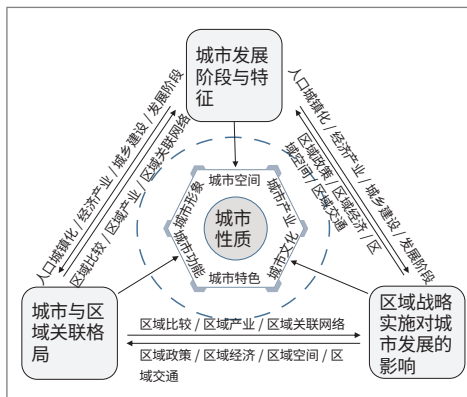 城市发展
阶段与特
征
人口城镇化 / 经济产业 / 城乡建设 / 发展阶段
区域比较 / 区域产业 / 区域关联网络
人口城镇化 / 经济产业 / 城乡建设 / 发展阶段
区域政策 / 区域经济 / 区
域空间 / 区域交通
城市空间
城市形象
城市产业
城市
性质
城市功能
城市文化
城市特色
城市与区
域关联格
局
区域比较 / 区域产业 / 区域关联网络
区域政策 / 区域经济 / 区域空间 / 区
域交通
区域战略
实施对城
市发展的
影响